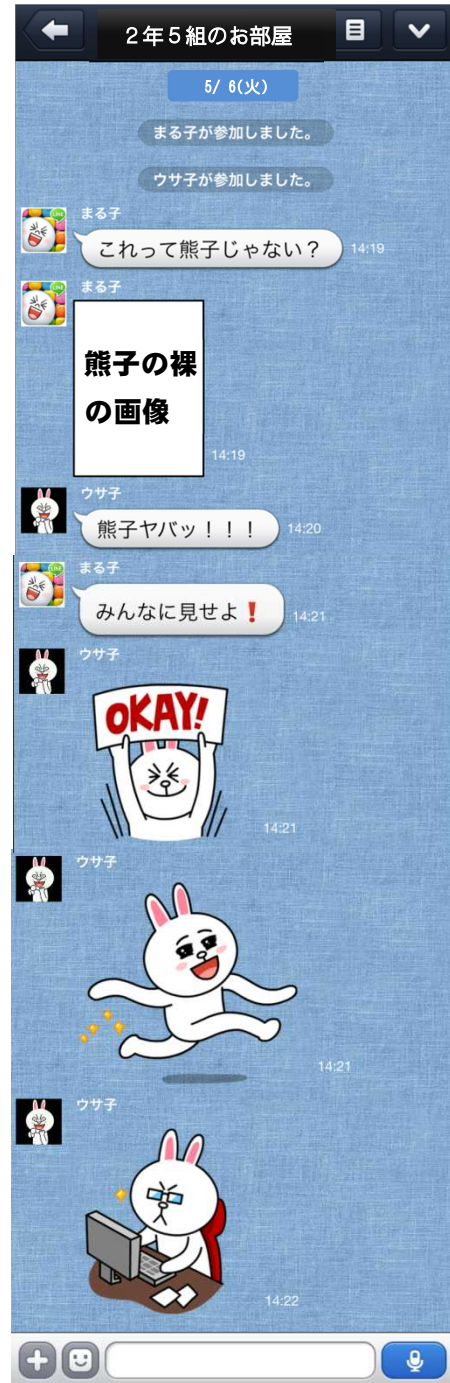 2年5組のお部屋
5/ 6(火)
まる子が参加しました。
ウサ子が参加しました。
まる子
これって熊子じゃない？
14:19
まる子
熊子の裸
の画像
14:19
ウサ子
熊子ヤバッ！！！
14:20
まる子
みんなに見せよ❗
14:21
ウサ子
OKAY!
14:21
ウサ子
14:21
ウサ子
14:22